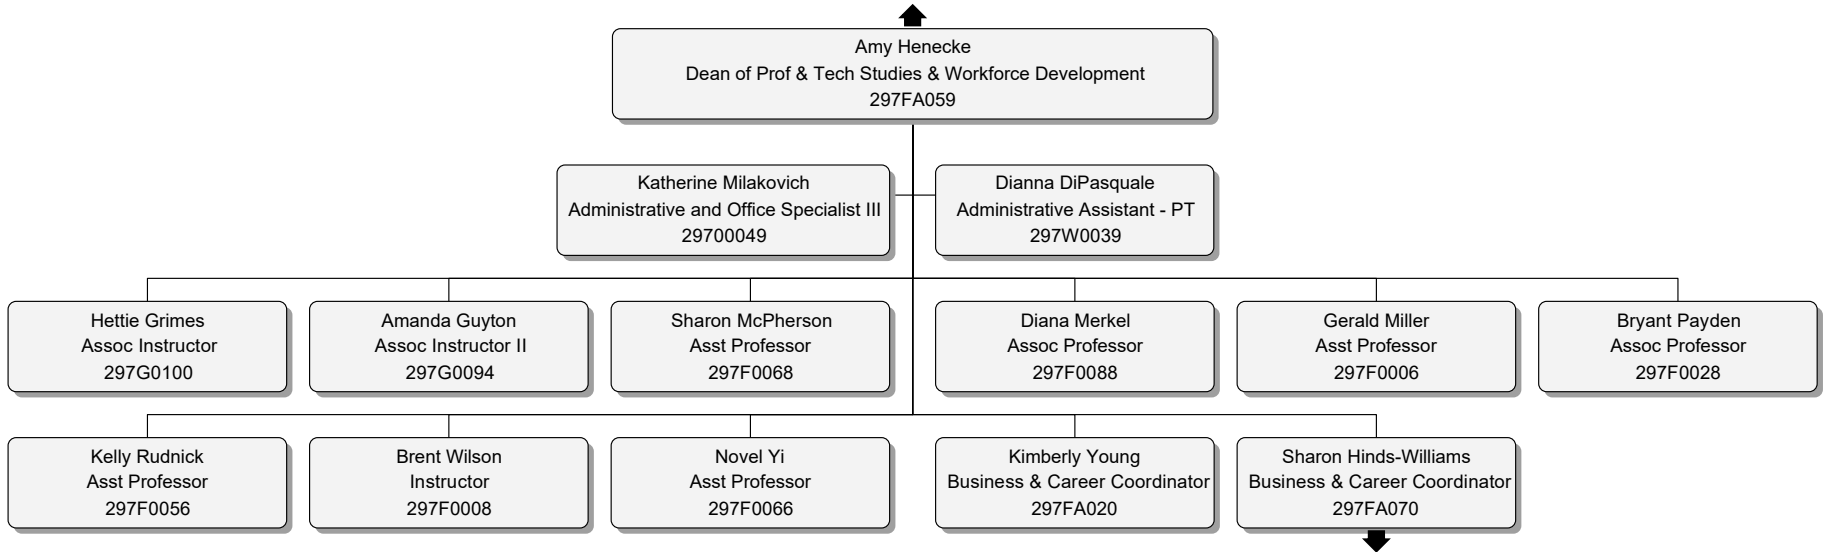 Amy Henecke
Dean of Prof & Tech Studies & Workforce Development
297FA059
Katherine Milakovich
Administrative and Office Specialist III
29700049
Dianna DiPasquale
Administrative Assistant - PT
297W0039
Hettie Grimes
Assoc Instructor
297G0100
Amanda Guyton
Assoc Instructor II
297G0094
Sharon McPherson
Asst Professor
297F0068
Diana Merkel
Assoc Professor
297F0088
Gerald Miller
Asst Professor
297F0006
Bryant Payden
Assoc Professor
297F0028
Kelly Rudnick
Asst Professor
297F0056
Brent Wilson
Instructor
297F0008
Novel Yi
Asst Professor
297F0066
Kimberly Young
Business & Career Coordinator
297FA020
Sharon Hinds-Williams
Business & Career Coordinator
297FA070